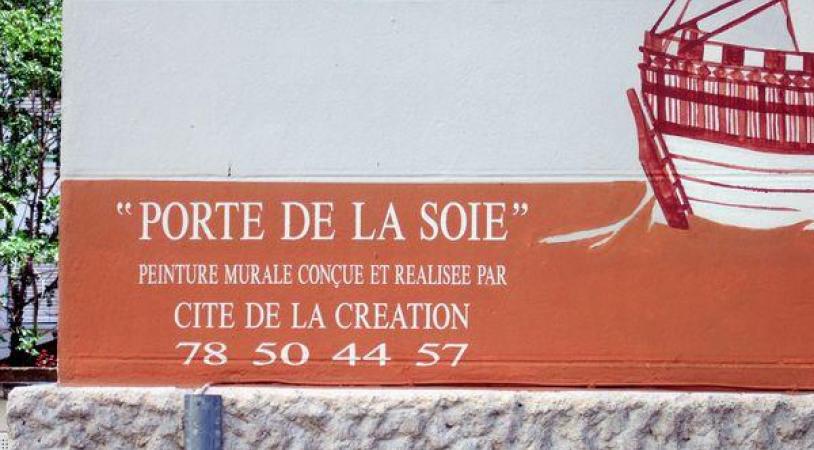 “PORTE DE LA SOIE”
PEINTURE MURALE CONÇUE ET REALISEE PAR
CITE DE LA CREATION
78 50 44 57